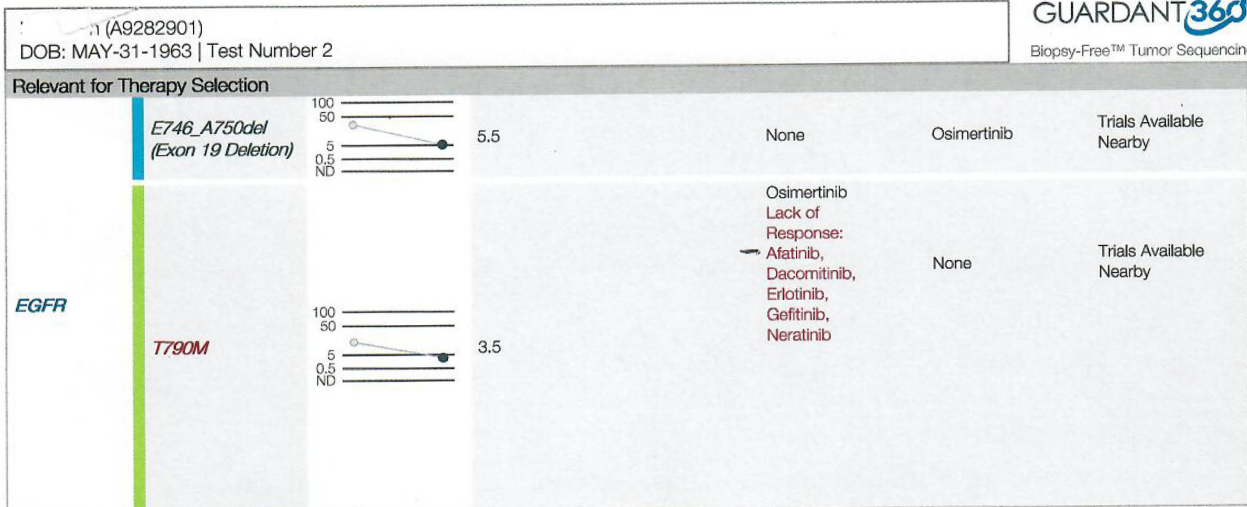 (A9282901)
DOB: MAY-31-1963 | Test Number 2
GUARDANT360
Biopsy-Free™ Tumor
Relevant for Therapy Selection
EGFR
E746_A750del
(Exon 19 Deletion)
100
50
5
0.5
ND
5.5
None
Osimertinib
Trials Available
Nearby
T790M
100
50
5
0.5
ND
3.5
Osimertinib
Lack of
Response:
Afatinib,
Dacomitinib,
Erlotinib,
Gefitinib,
Neratinib
None
Trials Available
Nearby